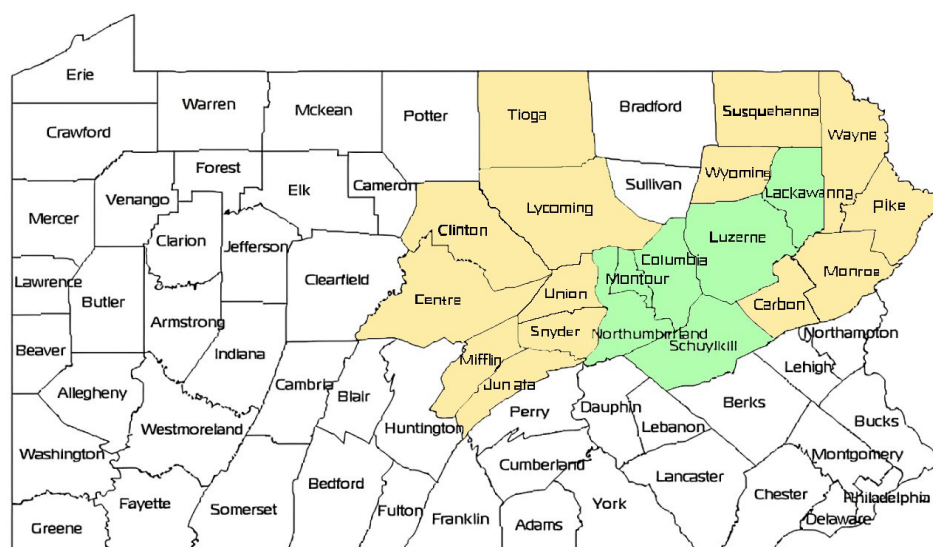 Erie
Crawford
Warren
Mckean
Potter
Tioga
Bradford
Susquehanna
Wayne
Forest
Venango
Elk
Cameron
Sullivan
Wyoming
Lackawanna
Pike
Mercer
Clarion
Jefferson
Clinton
Lycoming
Columbia
Luzerne
Lawrence
Butler
Clearfield
Centre
Union
Montour
Carbon
Monroe
Beaver
Armstrong
Indiana
Snyder
Northumberland
Schuylkill
Northampton
Allegheny
Cambria
Blair
Mifflin
Juniata
Lehigh
Westmoreland
Huntington
Perry
Dauphin
Lebanon
Berks
Bucks
Washington
Bedford
Cumberland
Lancaster
Montgomery
Greene
Fayette
Somerset
Fulton
Franklin
Adams
York
Chester
Delaware
Philadelphia